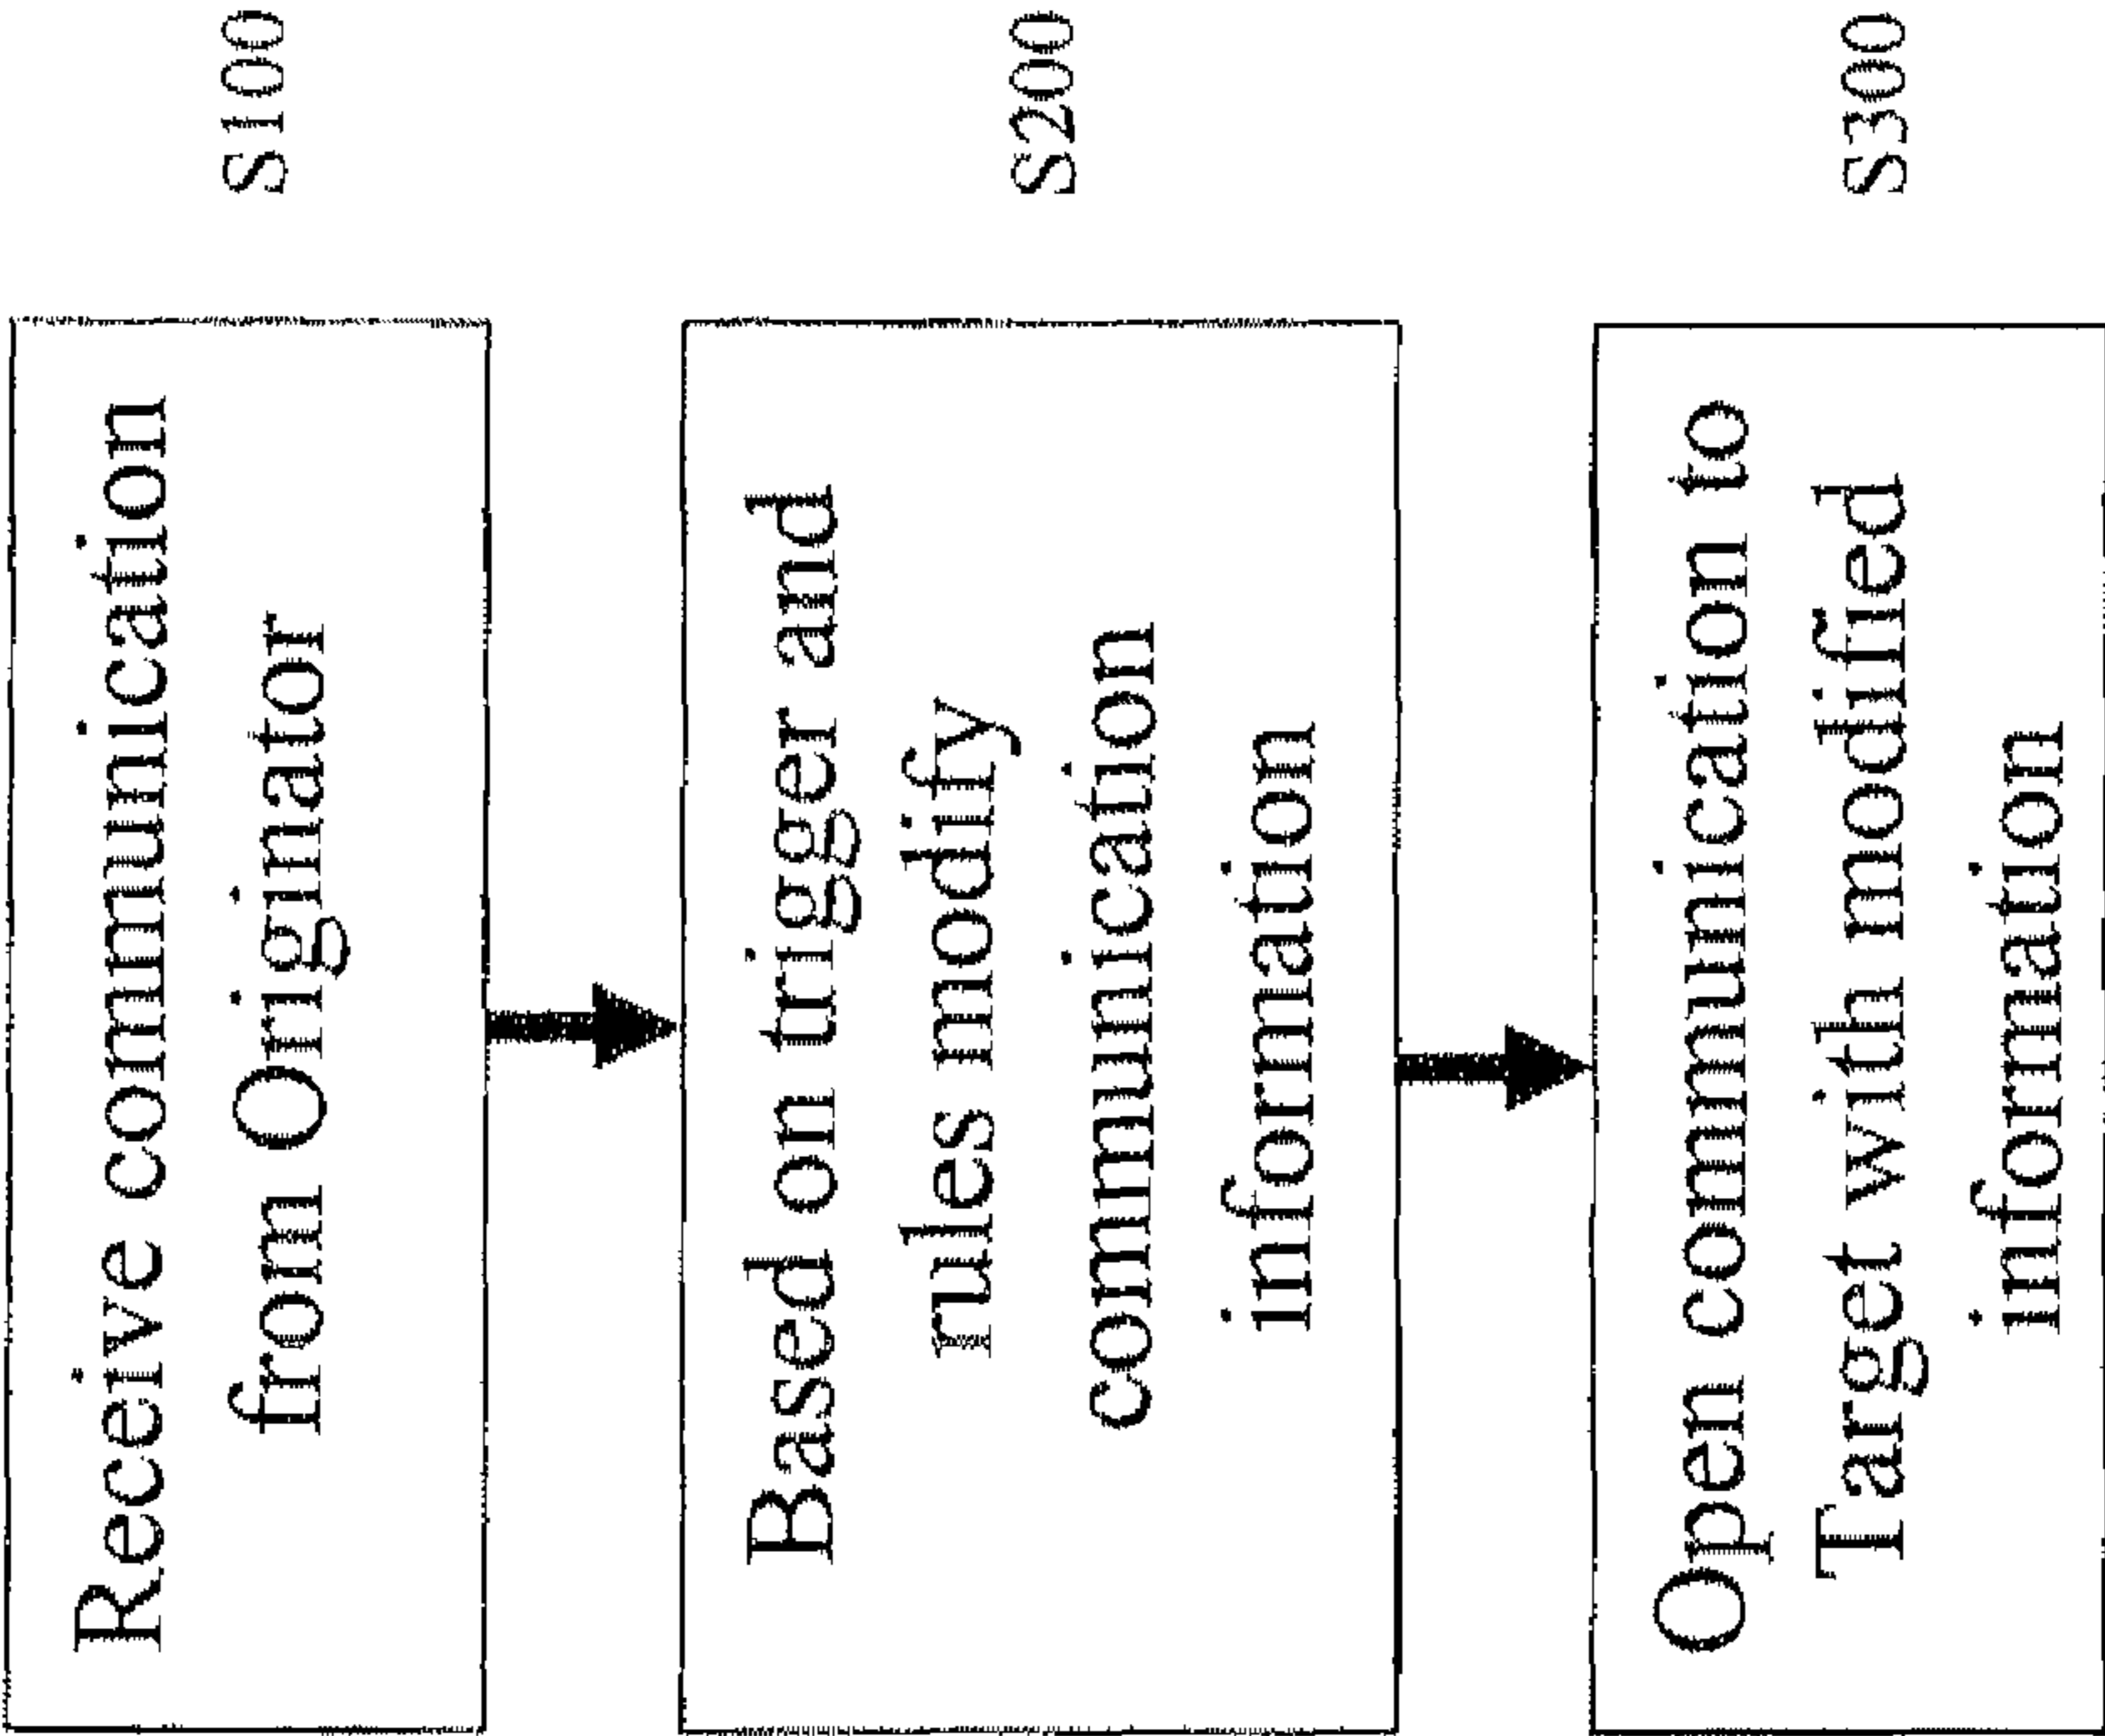 Receive communication
from Originator
S100
Based on trigger and
rules modify
communication
information
S200
Open communication to
Target with modified
information
S300